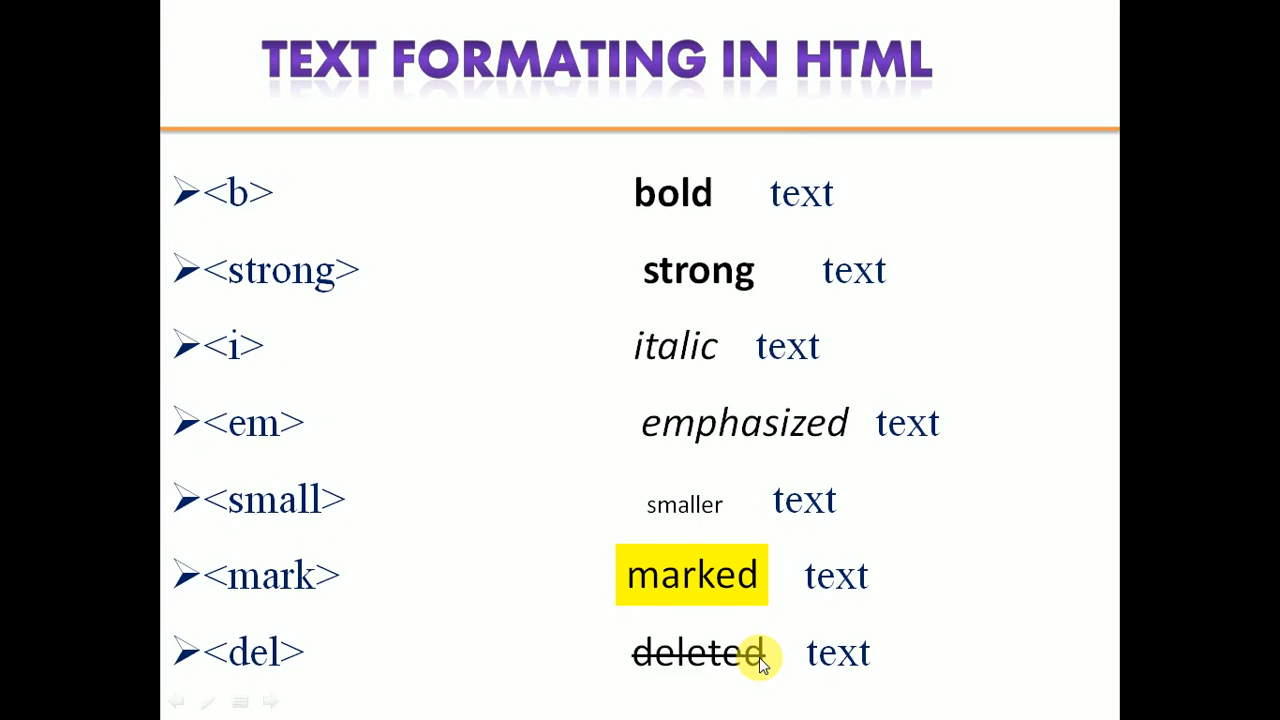 TEXT FORMATING IN HTML
<b> bold text
<strong> strong text
<i> italic text
<em> emphasized text
<small> smaller text
<mark> marked text
<del> deleted text